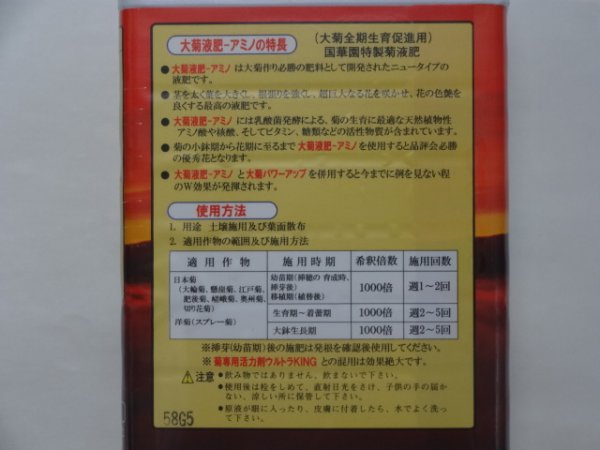 大菊液肥-アミノの特長
(大菊全期生育促進用)
国華園特製菊液肥
● 大菊液肥-アミノ は大菊作り必勝の肥料として開発されたニュータイプの
液肥です。
● 茎を太く葉を大きくし、根張りを強くし、超巨大なる花を咲かせ、花の色艶を
良くする最高の液肥です。
● 大菊液肥-アミノ には乳酸菌発酵による、菊の生育に最適な天然植物性
アミノ酸や核酸、そしてビタミン、糖類などの活性物質が含まれています。
● 菊の小鉢期から花期に至るまで 大菊液肥-アミノ を使用すると品評会必勝
の優秀花となります。
● 大菊液肥-アミノ と 大菊パワーアップ を併用すると今までに例を見ない程
のW効果が発揮されます。
使用方法
1. 用途 土壌施用及び葉面散布
2. 適用作物の範囲及び施用方法
適用作物 施用時期 希釈倍数 施用回数
日本菊
(大輪菊、懸崖菊、江戸菊、
肥後菊、嵯峨菊、奥州菊、
切り花菊)
洋菊(スプレー菊)
幼苗期(挿穂の育成時、
挿芽後)
移植期(植替後)
1000倍 週1〜2回
生育期〜着蕾期 1000倍 週2〜5回
大鉢生長期 1000倍 週2〜5回
※挿芽(幼苗)後の施肥は発根を確認後使用してください。
※ 菊専用活力剤ウルトラKING との混用は効果絶大です。
⚠注意 ●飲み物ではありません、飲まないで下さい。
●使用後は栓をしめて、直射日光をさけ、子供の手の届か
ない、涼しい所に保管して下さい。
●原液が眼に入ったり、皮膚に付着したら、水でよく洗っ
て下さい。
58G5